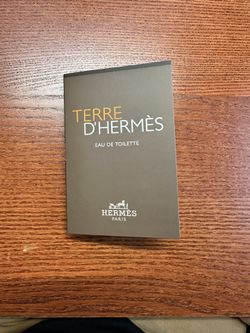 TERRE
D'HERMÈS
EAU DE TOILETTE
HERMÈS
PARIS